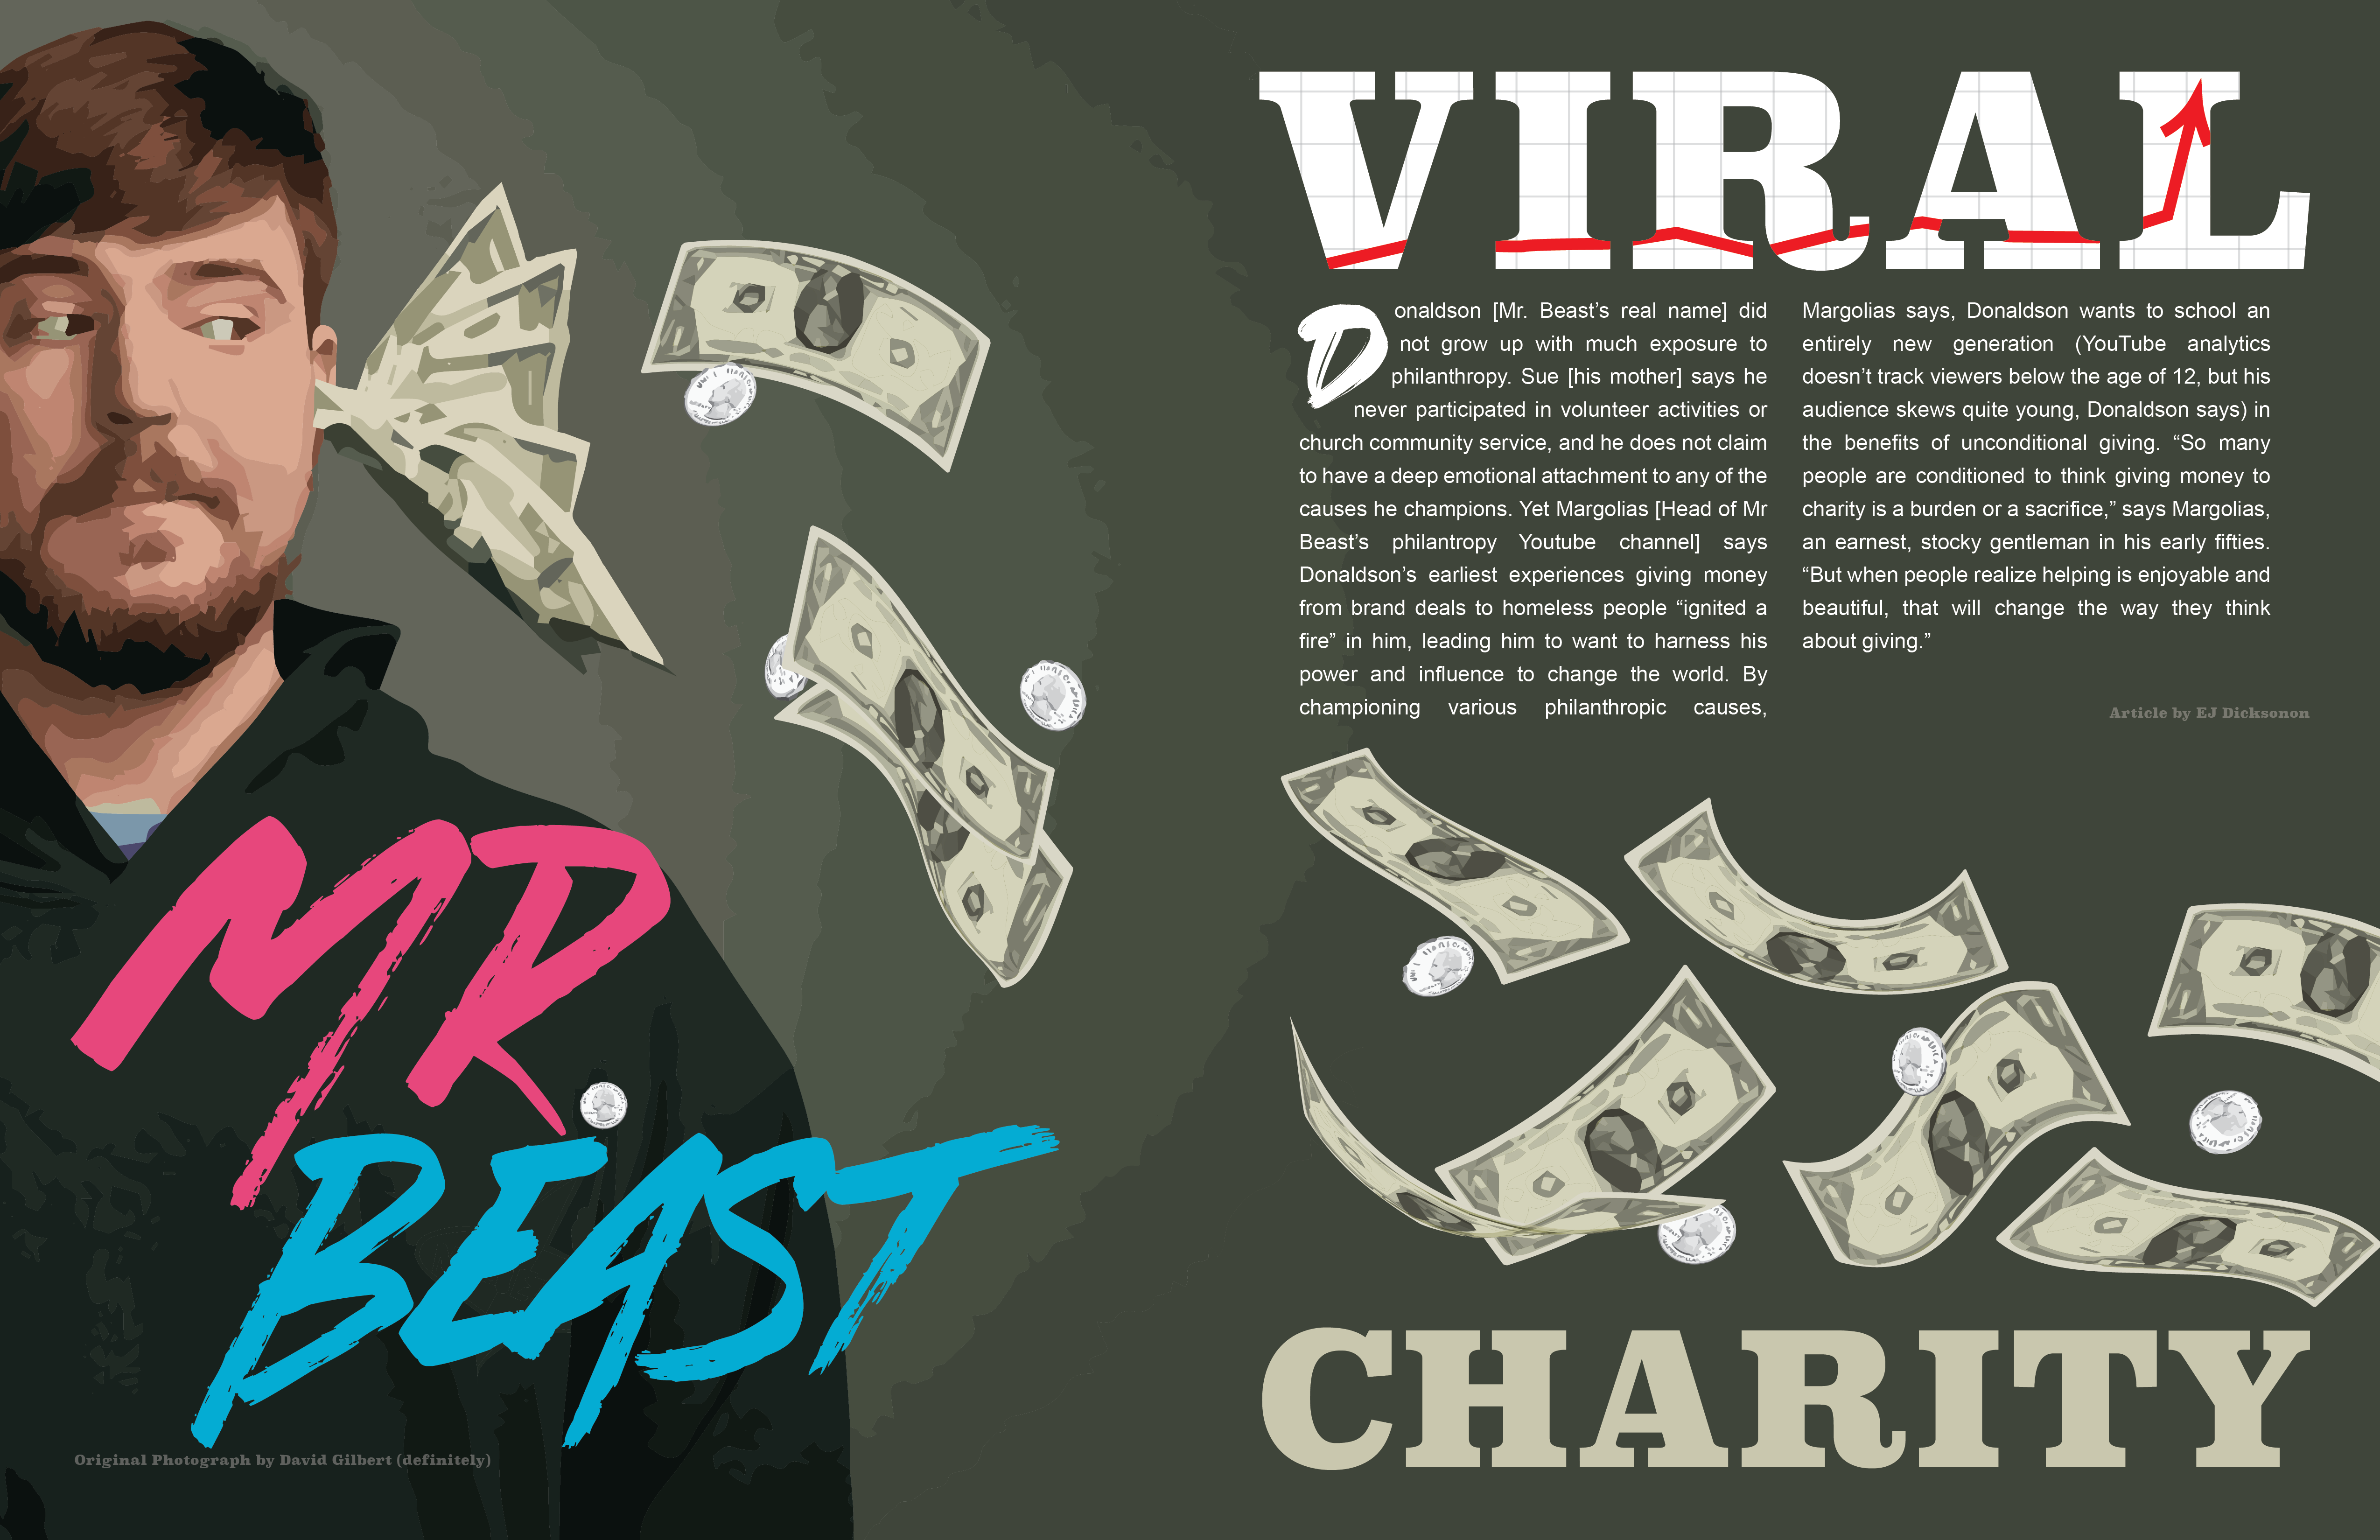 MR
BEAST
Original Photograph by David Gilbert (definitely)
VIRAL
Donaldson [Mr. Beast’s real name] did
not grow up with much exposure to
philanthropy. Sue [his mother] says he
never participated in volunteer activities or
church community service, and he does not claim
to have a deep emotional attachment to any of the
causes he champions. Yet Margolias [Head of Mr
Beast’s philantropy Youtube channel] says
Donaldson’s earliest experiences giving money
from brand deals to homeless people “ignited a
fire” in him, leading him to want to harness his
power and influence to change the world. By
championing various philanthropic causes,
Margolias says, Donaldson wants to school an
entirely new generation (YouTube analytics
doesn’t track viewers below the age of 12, but his
audience skews quite young, Donaldson says) in
the benefits of unconditional giving. “So many
people are conditioned to think giving money to
charity is a burden or a sacrifice,” says Margolias,
an earnest, stocky gentleman in his early fifties.
“But when people realize helping is enjoyable and
beautiful, that will change the way they think
about giving.”
Article by EJ Dicksonon
CHARITY